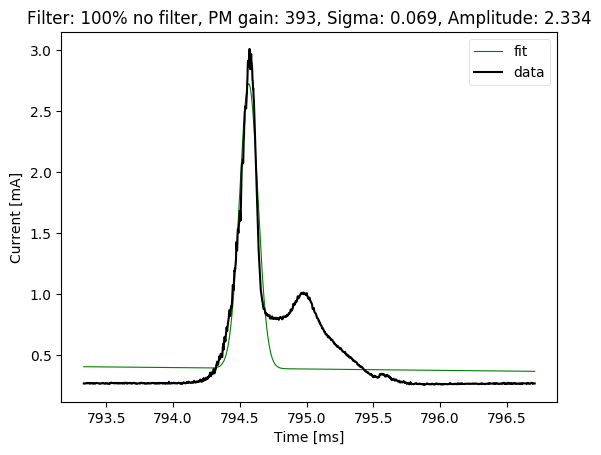 Filter: 100% no filter, PM gain: 393, Sigma: 0.069, Amplitude: 2.334
fit
data
3.0
2.5
2.0
1.5
1.0
0.5
Current [mA]
793.5 794.0 794.5 795.0 795.5 796.0 796.5
Time [ms]